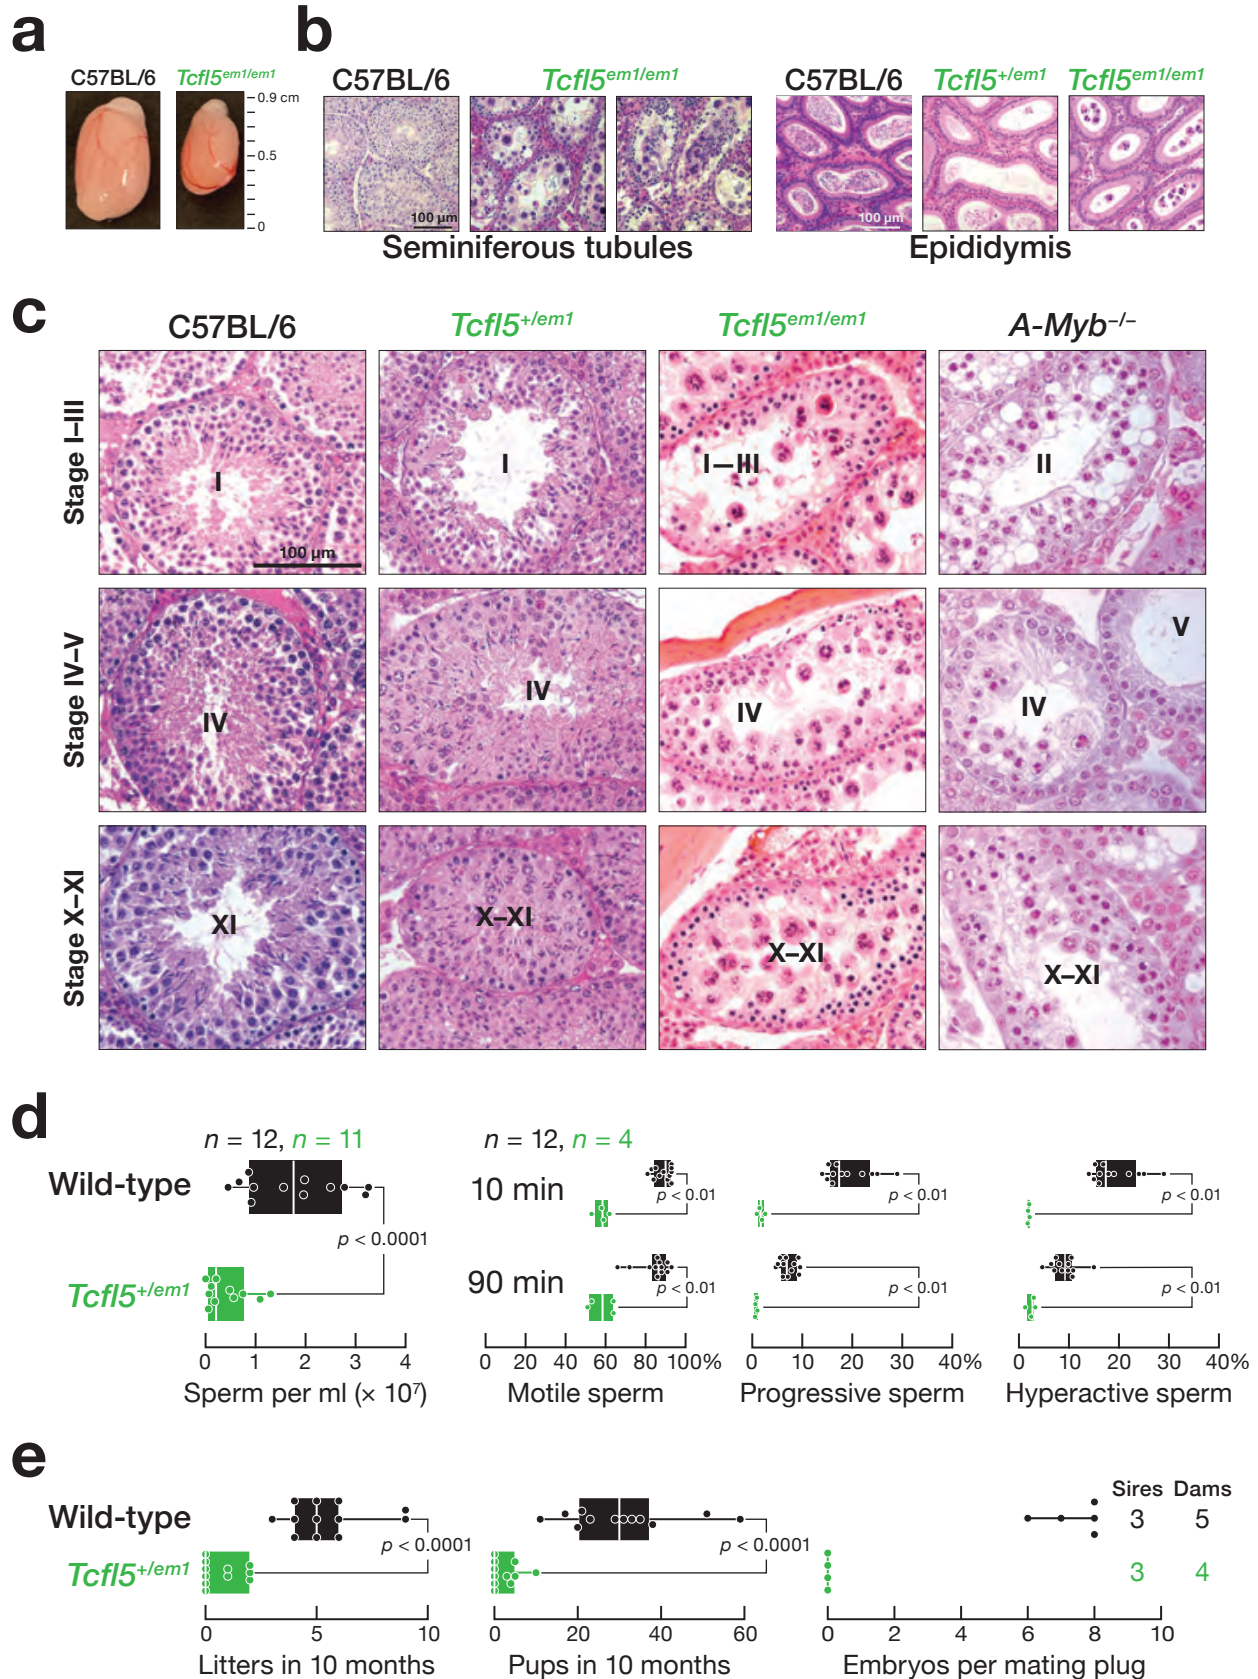 a
C57BL/6 Tcfl5em1/em1
0.9 cm
0.5
0
b
C57BL/6 Tcfl5em1/em1
100 µm
Seminiferous tubules
C57BL/6 Tcfl5+/em1 Tcfl5em1/em1
100 µm
Epididymis
c
C57BL/6 Tcfl5+/em1 Tcfl5em1/em1 A-Myb–/–
Stage I–III
I I I–III II
100 µm
Stage IV–V
IV IV IV IV V
Stage X–XI
XI X–XI X–XI X–XI
d
n = 12, n = 11
Wild-type
p < 0.0001
Tcfl5+/em1
0 1 2 3 4
Sperm per ml (× 10⁷)
n = 12, n = 4
10 min
p < 0.01 p < 0.01 p < 0.01
90 min
p < 0.01 p < 0.01 p < 0.01
0 20 40 60 80 100%
Motile sperm
0 10 20 30 40%
Progressive sperm
0 10 20 30 40%
Hyperactive sperm
e
Sires Dams
Wild-type
3 5
p < 0.0001 p < 0.0001
Tcfl5+/em1
3 4
0 5 10
Litters in 10 months
0 20 40 60
Pups in 10 months
0 2 4 6 8 10
Embryos per mating plug